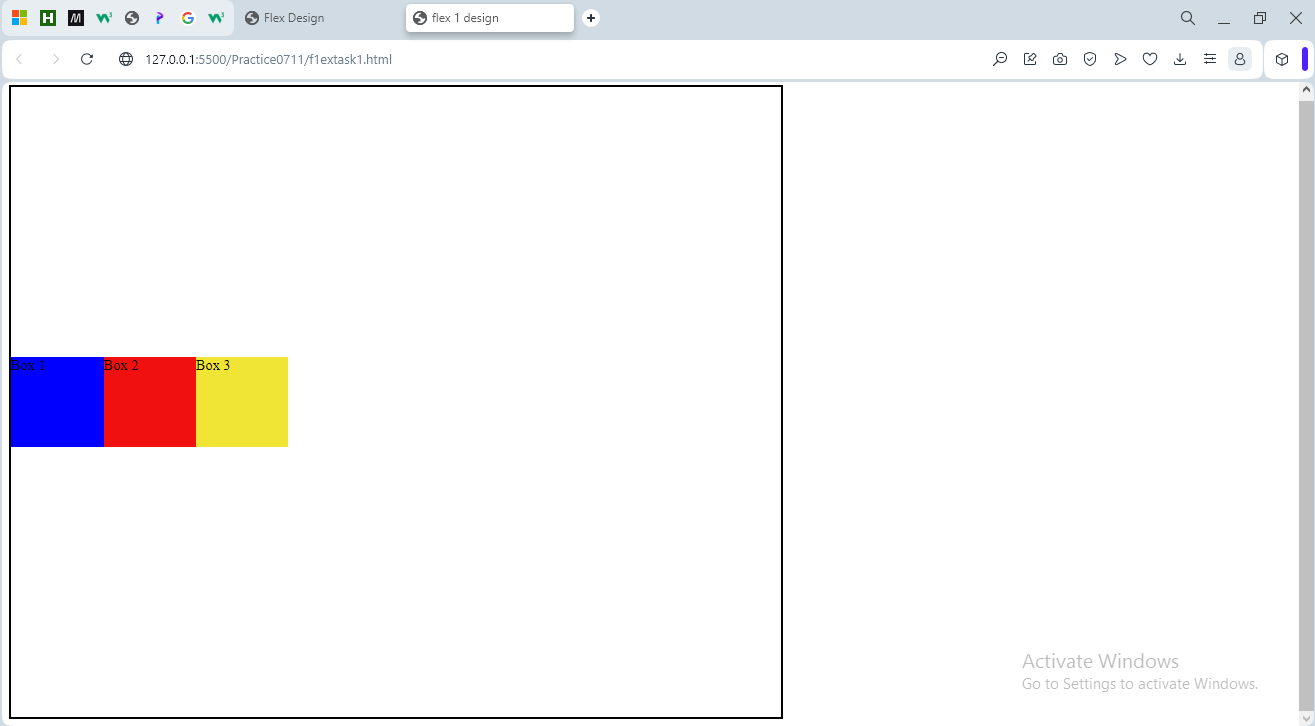 Flex Design
flex 1 design
127.0.0.1:5500/Practice0711/f1extask1.html
Box 1
Box 2
Box 3
Activate Windows
Go to Settings to activate Windows.